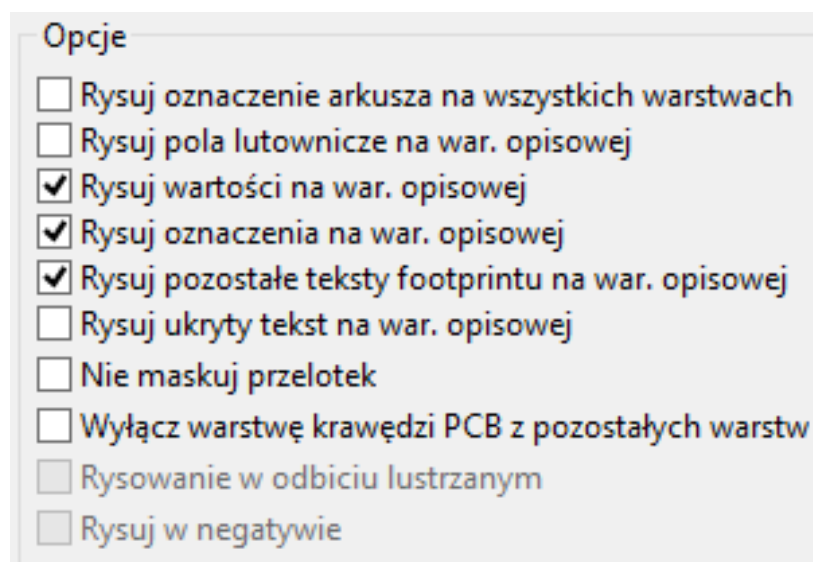 Opcje
Rysuj oznaczenie arkusza na wszystkich warstwach
Rysuj pola lutownicze na war. opisowej
Rysuj wartości na war. opisowej
Rysuj oznaczenia na war. opisowej
Rysuj pozostałe teksty footprintu na war. opisowej
Rysuj ukryty tekst na war. opisowej
Nie maskuj przelotek
Wyłącz warstwę krawędzi PCB z pozostałych warstw
Rysowanie w odbiciu lustrzanym
Rysuj w negatywie